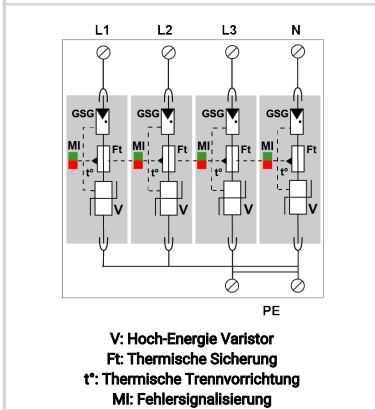 L1 L2 L3 N
GSG GSG GSG GSG
MI MI MI MI
Ft Ft Ft Ft
t° t° t° t°
V V V V
PE
V: Hoch-Energie Varistor
Ft: Thermische Sicherung
t°: Thermische Trennvorrichtung
MI: Fehlersignalisierung